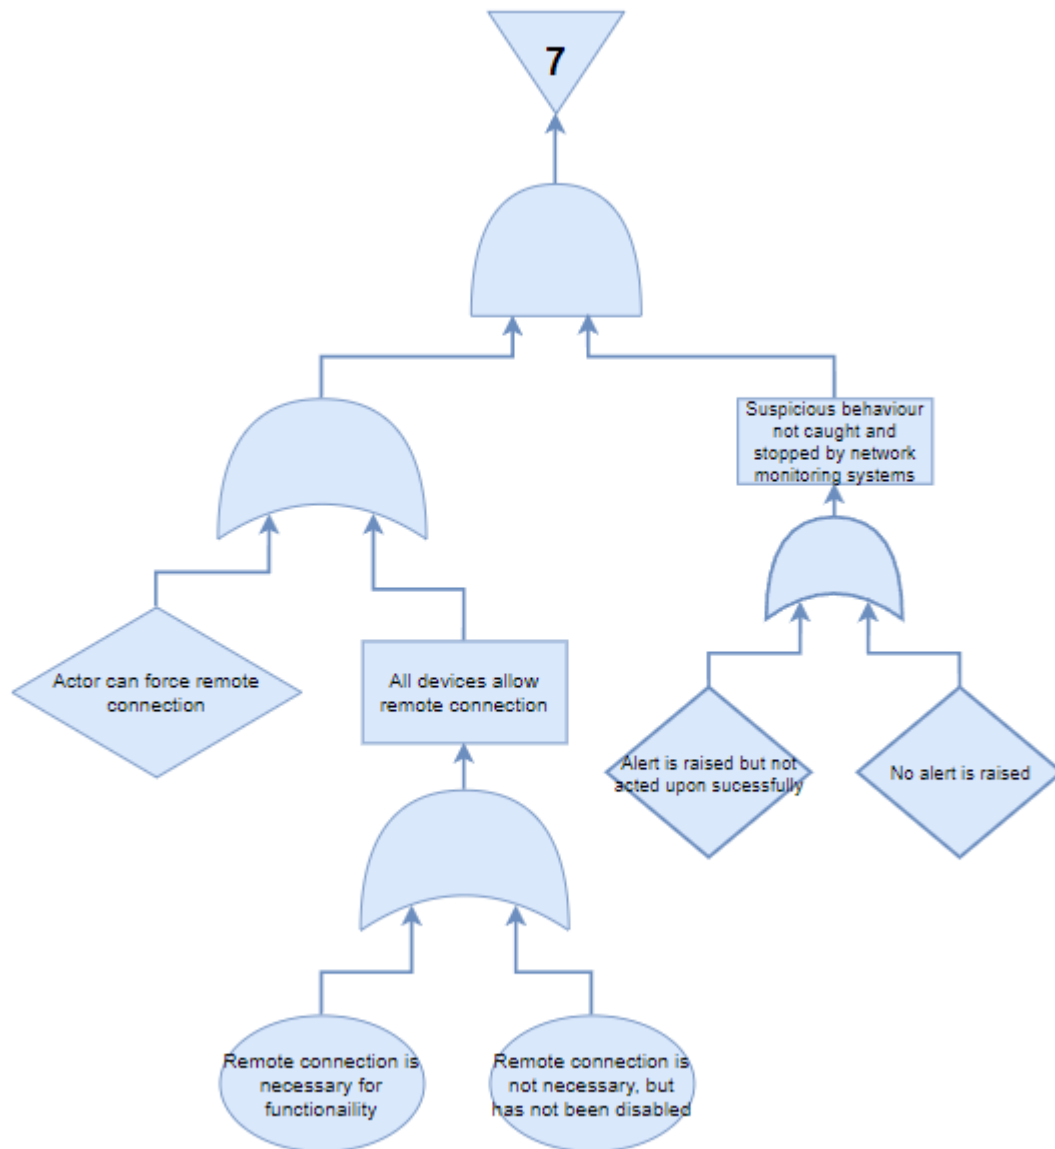 7
Suspicious behaviour
not caught and
stopped by network
monitoring systems
Actor can force remote
connection
All devices allow
remote connection
Alert is raised but not
acted upon sucessfully
No alert is raised
Remote connection is
necessary for
functionaility
Remote connection is
not necessary, but
has not been disabled